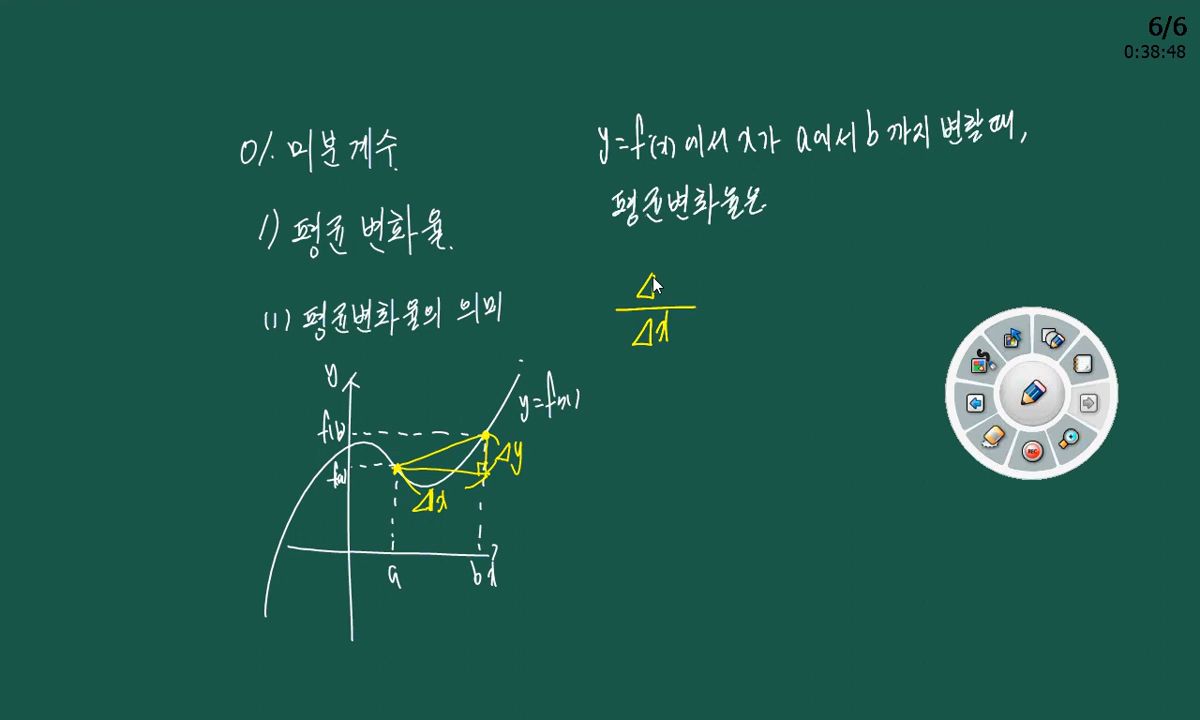 6/6
0:38:48
01. 미분계수
1) 평균변화율.
(1) 평균변화율의 의미
y=f(x)에서 x가 a에서 b까지 변할때,
평균변화율은
Δ
Δx
y
f(b)
f(a)
y=f(x)
Δy
Δx
a
b
x
REC